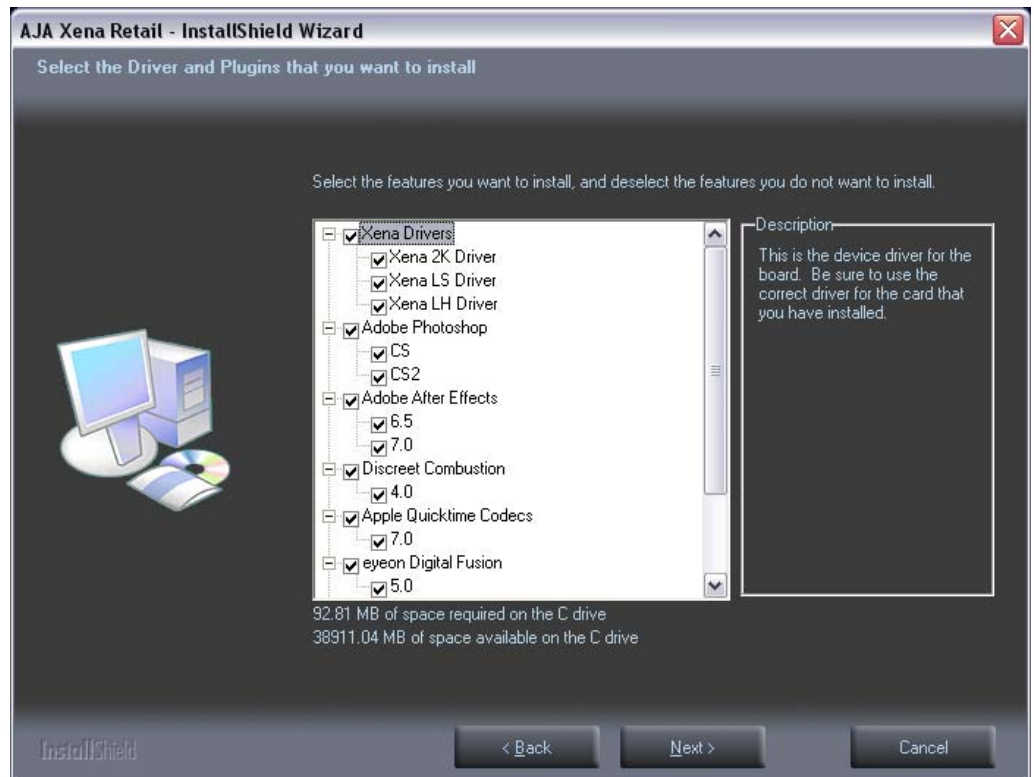 AJA Xena Retail - InstallShield Wizard
Select the Driver and Plugins that you want to install
Select the features you want to install, and deselect the features you do not want to install.
Xena Drivers
Xena 2K Driver
Xena LS Driver
Xena LH Driver
Adobe Photoshop
CS
CS2
Adobe After Effects
6.5
7.0
Discreet Combustion
4.0
Apple Quicktime Codecs
7.0
eyeon Digital Fusion
5.0
Description
This is the device driver for the
board. Be sure to use the
correct driver for the card that
you have installed.
92.81 MB of space required on the C drive
38911.04 MB of space available on the C drive
InstallShield
< Back
Next >
Cancel